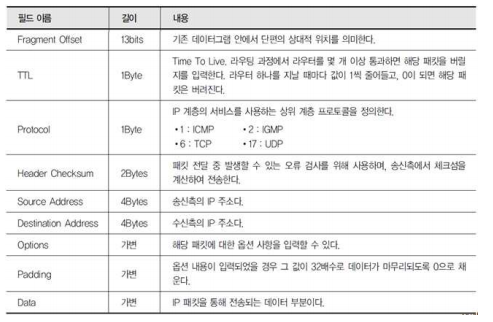 필드 이름 길이 내용
Fragment Offset 13bits 기존 데이터그램 안에서 단편의 상대적 위치를 의미한다.
TTL 1Byte Time To Live. 라우팅 과정에서 라우터를 몇 개 이상 통과하면 해당 패킷을 버릴
지를 입력한다. 라우터 하나를 지날 때마다 값이 1씩 줄어들고, 0이 되면 해당 패
킷은 버려진다.
Protocol 1Byte IP 계층의 서비스를 사용하는 상위 계층 프로토콜을 정의한다.
• 1 : ICMP • 2 : IGMP
• 6 : TCP • 17 : UDP
Header Checksum 2Bytes 패킷 전달 중 발생할 수 있는 오류 검사를 위해 사용하며, 송신측에서 체크섬을
계산하여 전송한다.
Source Address 4Bytes 송신측의 IP 주소다.
Destination Address 4Bytes 수신측의 IP 주소다.
Options 가변 해당 패킷에 대한 옵션 사항을 입력할 수 있다.
Padding 가변 옵션 내용이 입력되었을 경우 그 값이 32배수로 데이터가 마무리되도록 0으로 채
운다.
Data 가변 IP 패킷을 통해 전송되는 데이터 부분이다.